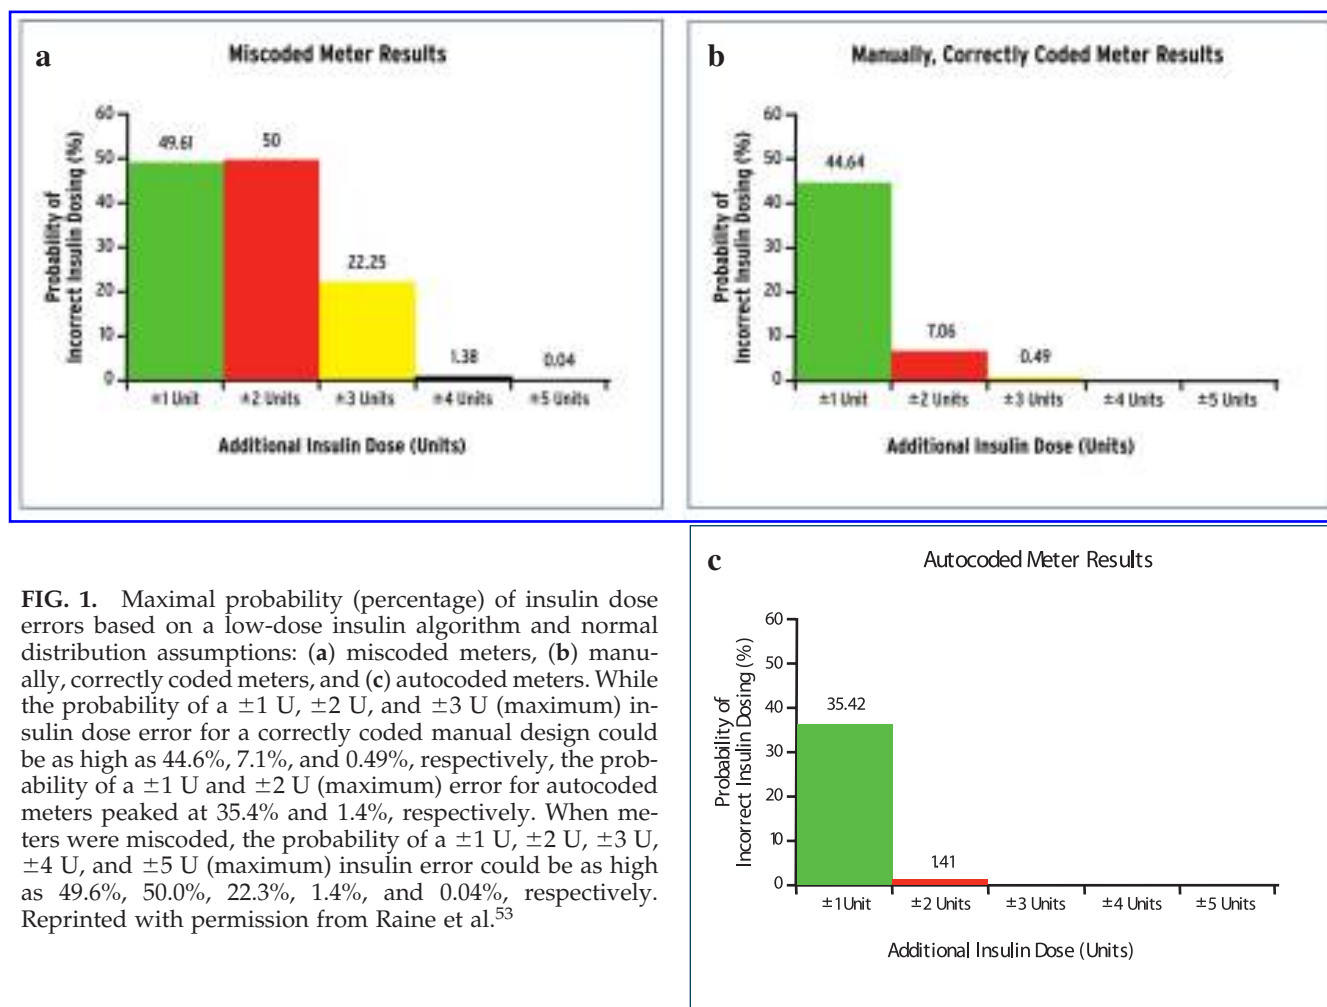 a
Miscoded Meter Results
Probability of
Incorrect Insulin Dosing (%)
60
50
40
30
20
10
0
49.61
50
22.25
1.38
0.04
±1 Unit
±2 Units
±3 Units
±4 Units
±5 Units
Additional Insulin Dose (Units)
b
Manually, Correctly Coded Meter Results
Probability of
Incorrect Insulin Dosing (%)
60
50
40
30
20
10
0
44.64
7.06
0.49
±1 Unit
±2 Units
±3 Units
±4 Units
±5 Units
Additional Insulin Dose (Units)
FIG. 1. Maximal probability (percentage) of insulin dose
errors based on a low-dose insulin algorithm and normal
distribution assumptions: (a) miscoded meters, (b) manu-
ally, correctly coded meters, and (c) autocoded meters. While
the probability of a ±1 U, ±2 U, and ±3 U (maximum) in-
sulin dose error for a correctly coded manual design could
be as high as 44.6%, 7.1%, and 0.49%, respectively, the prob-
ability of a ±1 U and ±2 U (maximum) error for autocoded
meters peaked at 35.4% and 1.4%, respectively. When me-
ters were miscoded, the probability of a ±1 U, ±2 U, ±3 U,
±4 U, and ±5 U (maximum) insulin error could be as high
as 49.6%, 50.0%, 22.3%, 1.4%, and 0.04%, respectively.
Reprinted with permission from Raine et al.53
c
Autocoded Meter Results
Probability of
Incorrect Insulin Dosing (%)
60
50
40
30
20
10
0
35.42
1.41
±1 Unit
±2 Units
±3 Units
±4 Units
±5 Units
Additional Insulin Dose (Units)